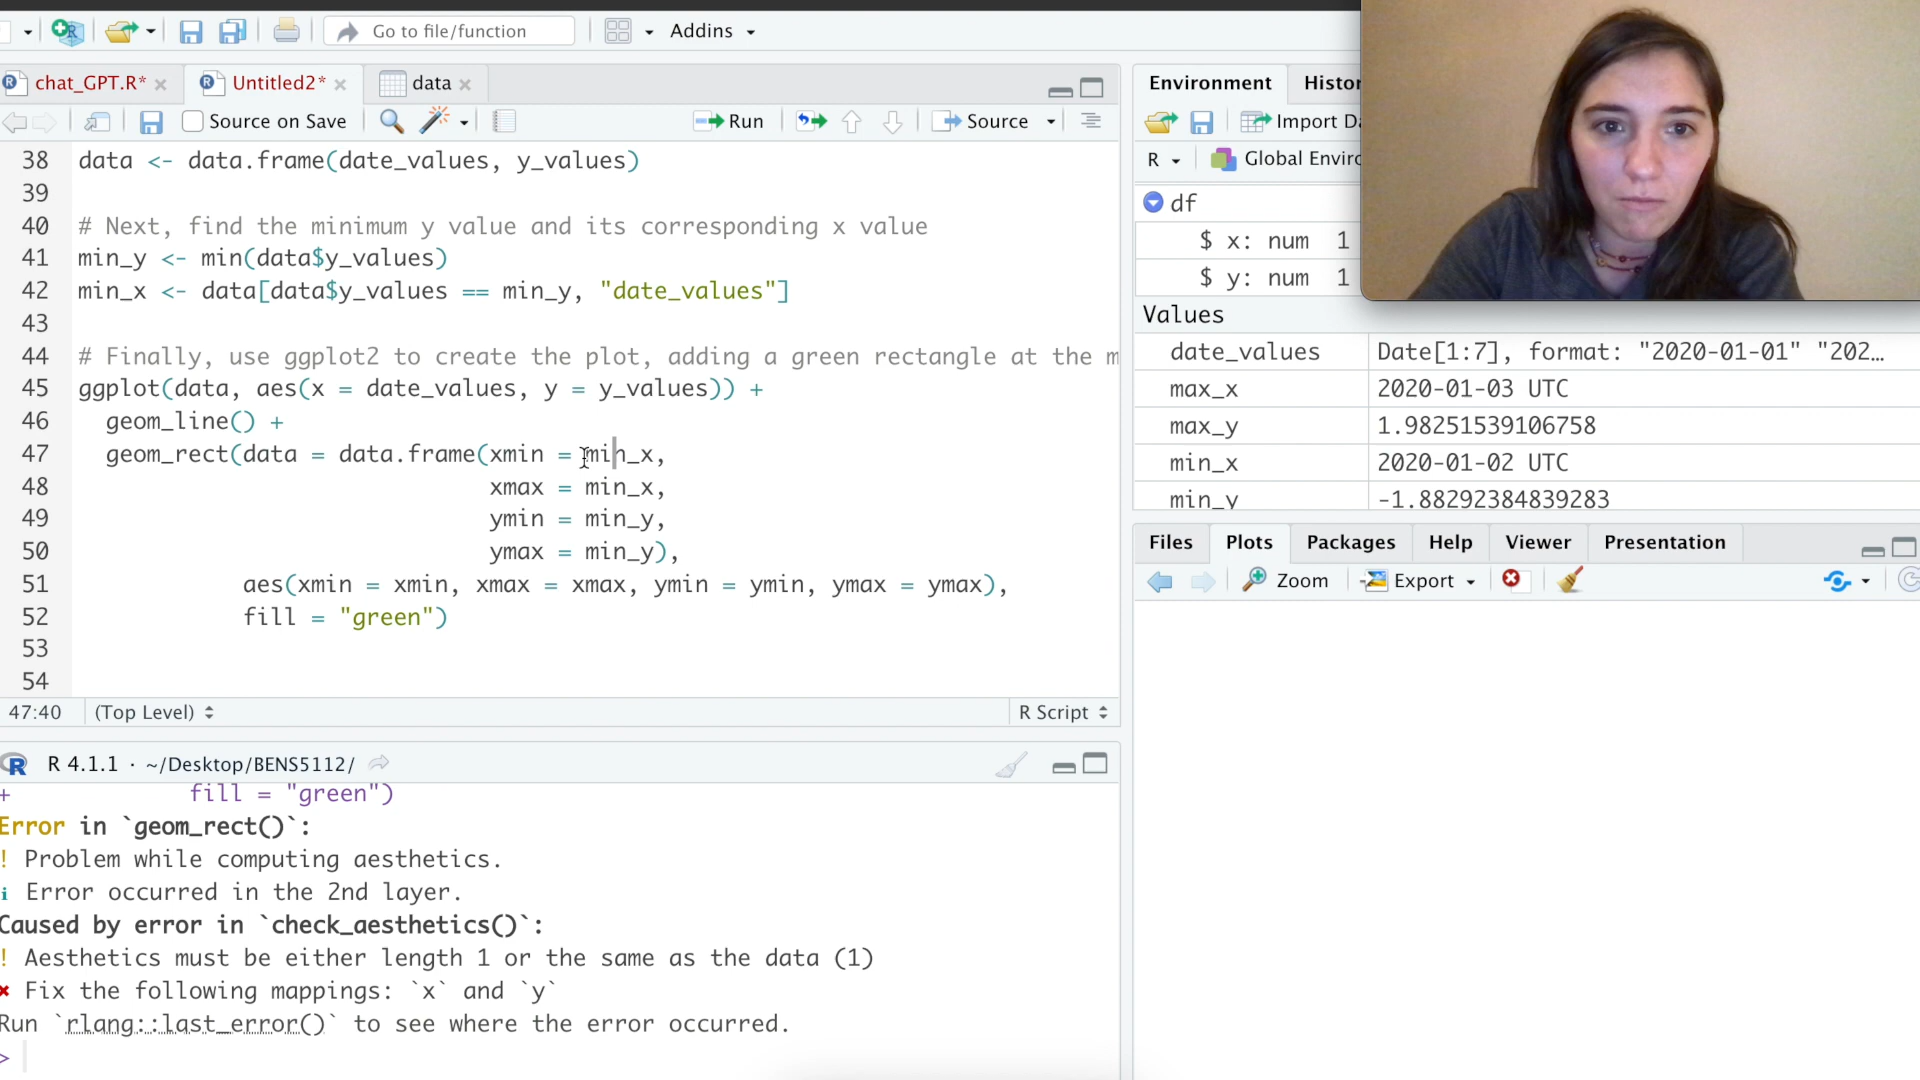 Go to file/function
Addins
chat_GPT.R*
Untitled2*
data
Source on Save
Run
Source
38 data <- data.frame(date_values, y_values)
39
40 # Next, find the minimum y value and its corresponding x value
41 min_y <- min(data$y_values)
42 min_x <- data[data$y_values == min_y, "date_values"]
43
44 # Finally, use ggplot2 to create the plot, adding a green rectangle at the m
45 ggplot(data, aes(x = date_values, y = y_values)) +
46 geom_line() +
47 geom_rect(data = data.frame(xmin = min_x,
48 xmax = min_x,
49 ymin = min_y,
50 ymax = min_y),
51 aes(xmin = xmin, xmax = xmax, ymin = ymin, ymax = ymax),
52 fill = "green")
53
54
47:40 (Top Level) R Script
R 4.1.1 · ~/Desktop/BENS5112/
+ fill = "green")
Error in `geom_rect()`:
! Problem while computing aesthetics.
i Error occurred in the 2nd layer.
Caused by error in `check_aesthetics()`:
! Aesthetics must be either length 1 or the same as the data (1)
✖ Fix the following mappings: `x` and `y`
Run `rlang::last_error()` to see where the error occurred.
>
Environment
Histor
Import Da
R
Global Enviro
df
$ x: num 1
$ y: num 1
Values
date_values Date[1:7], format: "2020-01-01" "202…
max_x 2020-01-03 UTC
max_y 1.98251539106758
min_x 2020-01-02 UTC
min_y -1.88292384839283
Files Plots Packages Help Viewer Presentation
Zoom Export